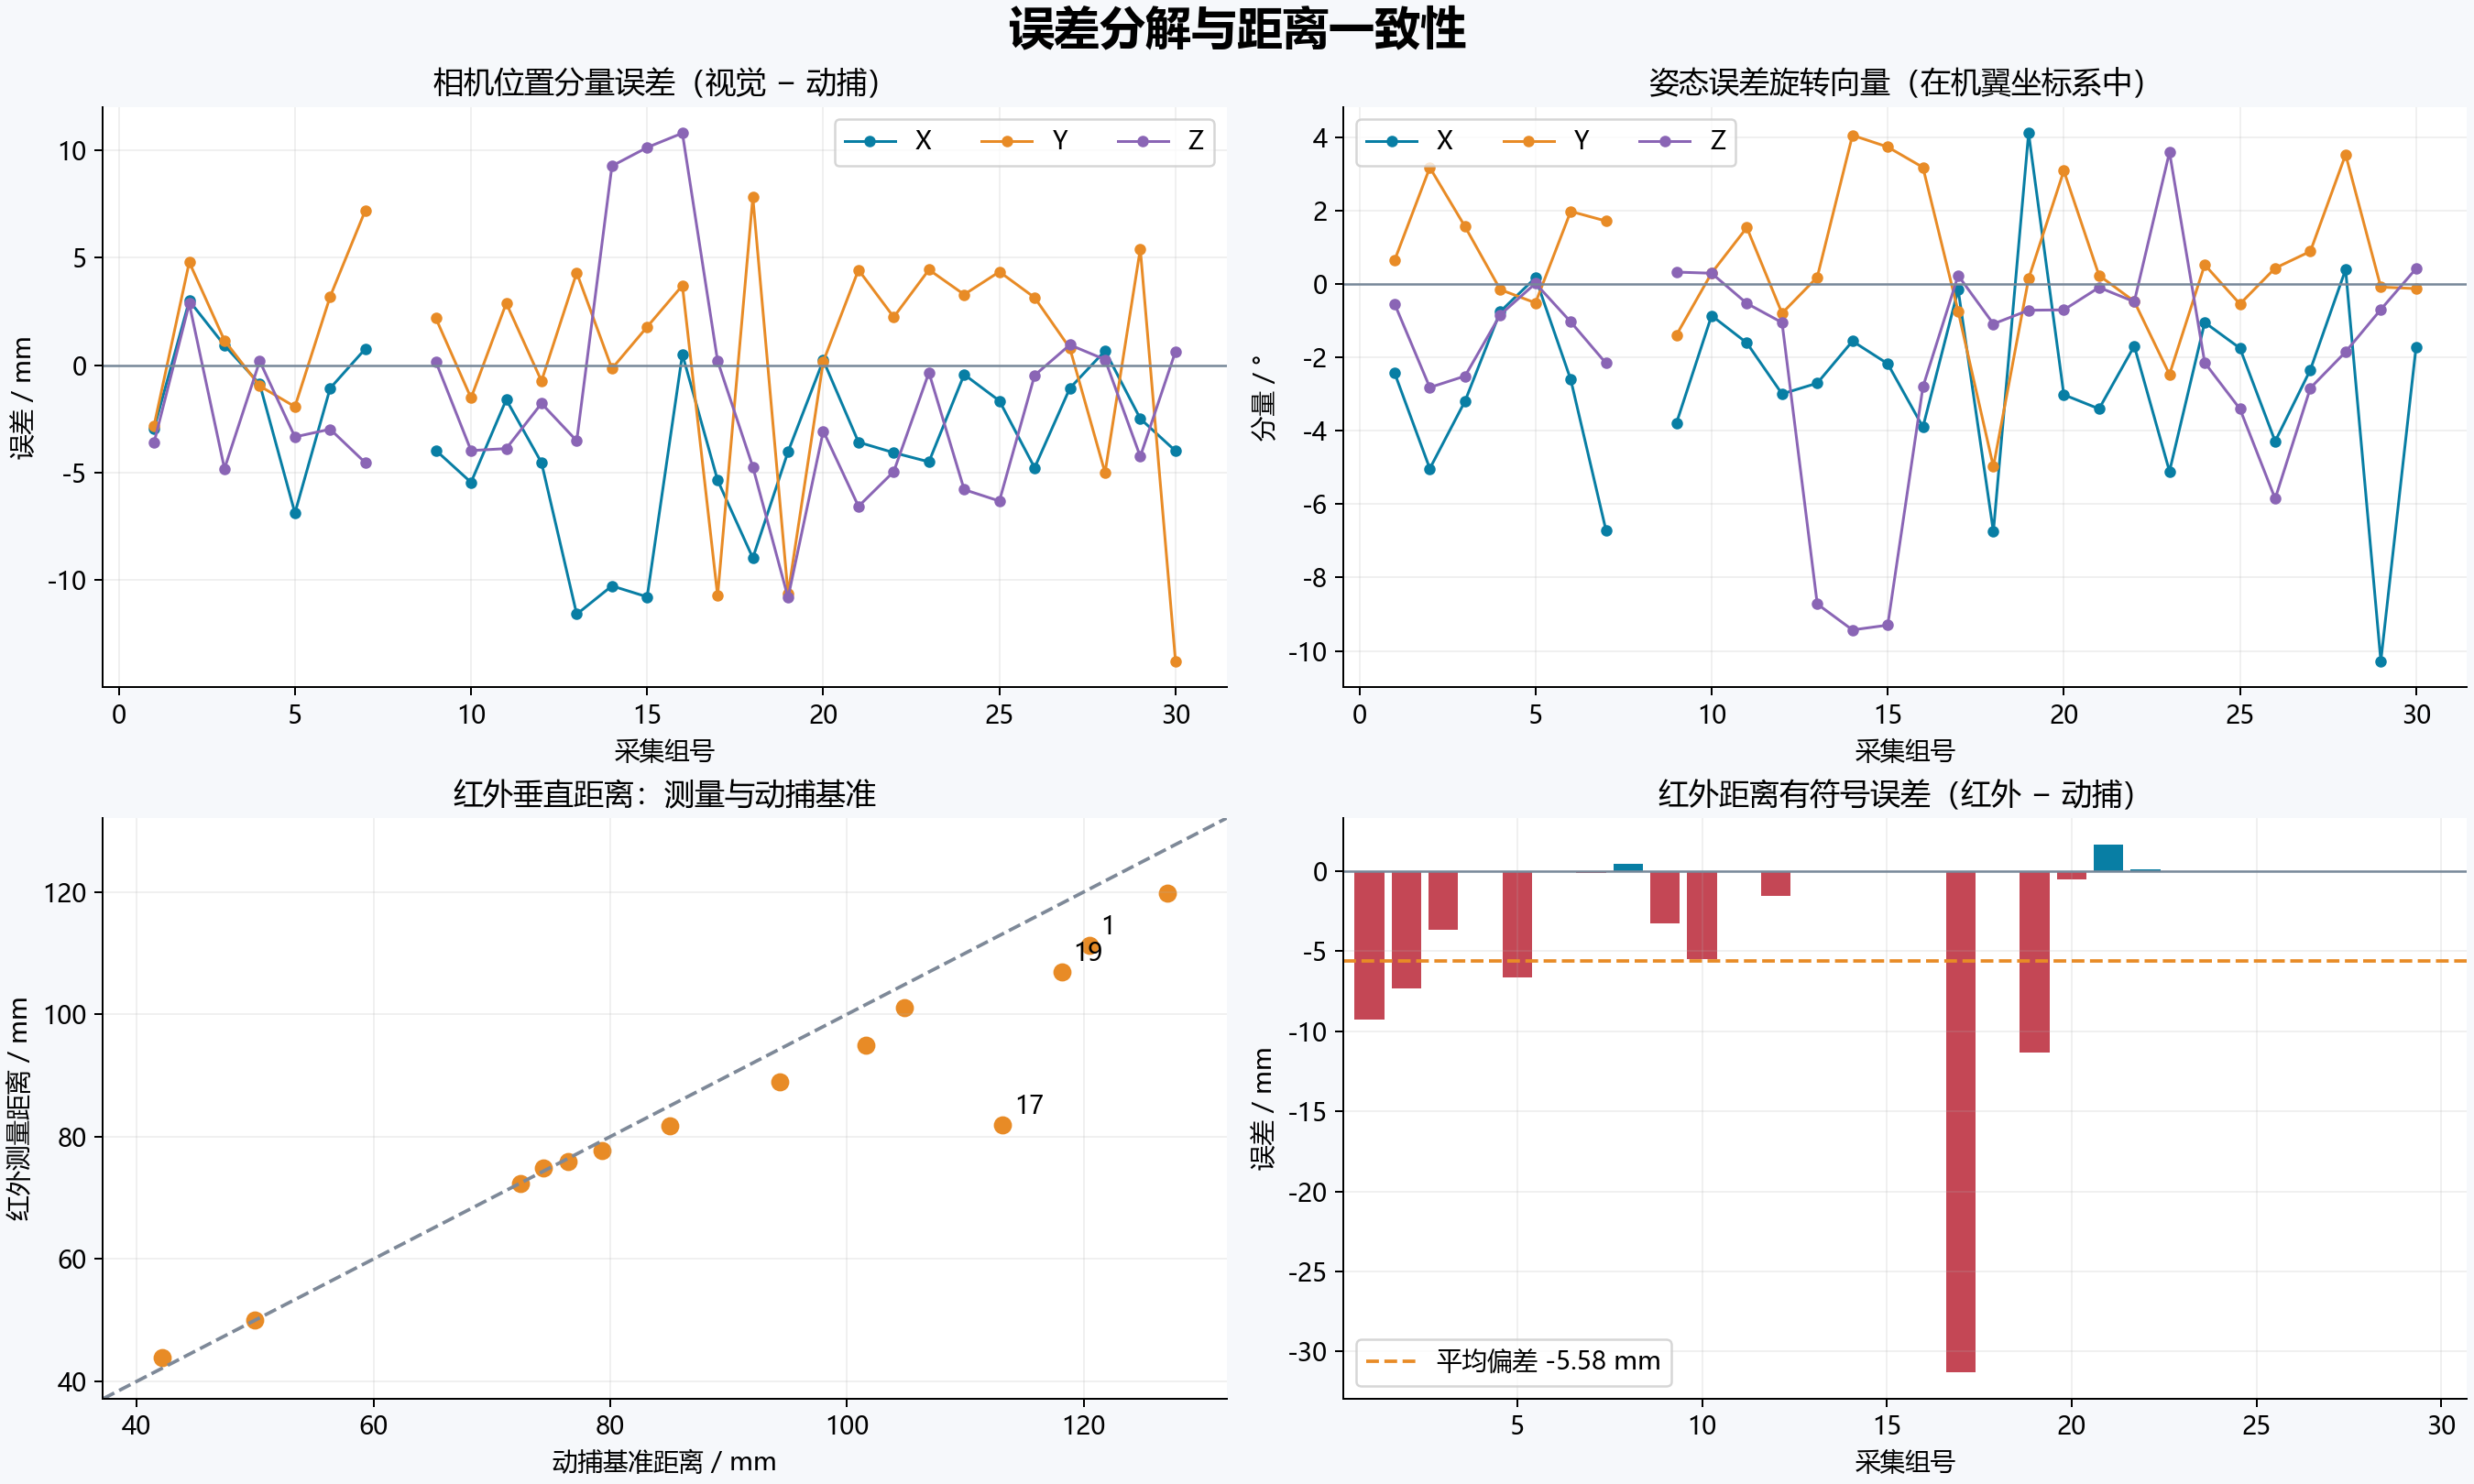 误差分解与距离一致性
相机位置分量误差（视觉 − 动捕）
X Y Z
10
5
0
-5
-10
误差 / mm
0 5 10 15 20 25 30
采集组号
姿态误差旋转向量（在机翼坐标系中）
X Y Z
4
2
0
-2
-4
-6
-8
-10
分量 / °
0 5 10 15 20 25 30
采集组号
红外垂直距离：测量与动捕基准
120
100
80
60
40
红外测量距离 / mm
1
19
17
40 60 80 100 120
动捕基准距离 / mm
红外距离有符号误差（红外 − 动捕）
0
-5
-10
-15
-20
-25
-30
误差 / mm
平均偏差 -5.58 mm
5 10 15 20 25 30
采集组号